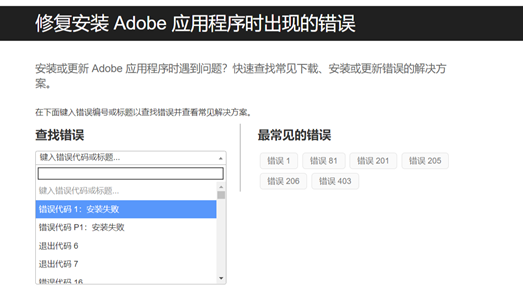 修复安装 Adobe 应用程序时出现的错误
安装或更新 Adobe 应用程序时遇到问题？快速查找常见下载、安装或更新错误的解决方
案。
在下面键入错误编号或标题以查找错误并查看常见解决方案。
查找错误
键入错误代码或标题...
键入错误代码或标题...
错误代码 1：安装失败
错误代码 P1：安装失败
退出代码 6
退出代码 7
错误代码 16
最常见的错误
错误 1
错误 81
错误 201
错误 205
错误 206
错误 403